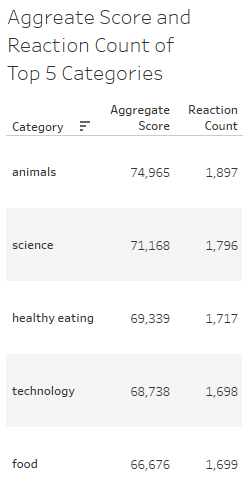 Aggreate Score and
Reaction Count of
Top 5 Categories
Aggregate Reaction
Category Score Count
animals 74,965 1,897
science 71,168 1,796
healthy eating 69,339 1,717
technology 68,738 1,698
food 66,676 1,699